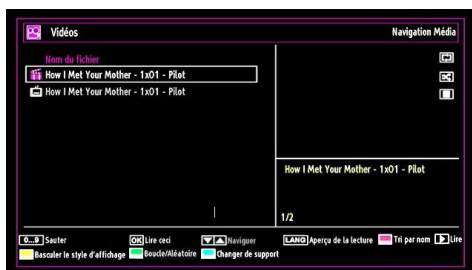 Vidéos
Navigation Média
Nom du fichier
How I Met Your Mother - 1x01 - Pilot
How I Met Your Mother - 1x01 - Pilot
How I Met Your Mother - 1x01 - Pilot
1/2
0...9 Sauter OK Lire ceci Naviguer LANG Aperçu de la lecture Tri par nom Lire
Basculer le style d'affichage Boucle/Aléatoire Changer de support